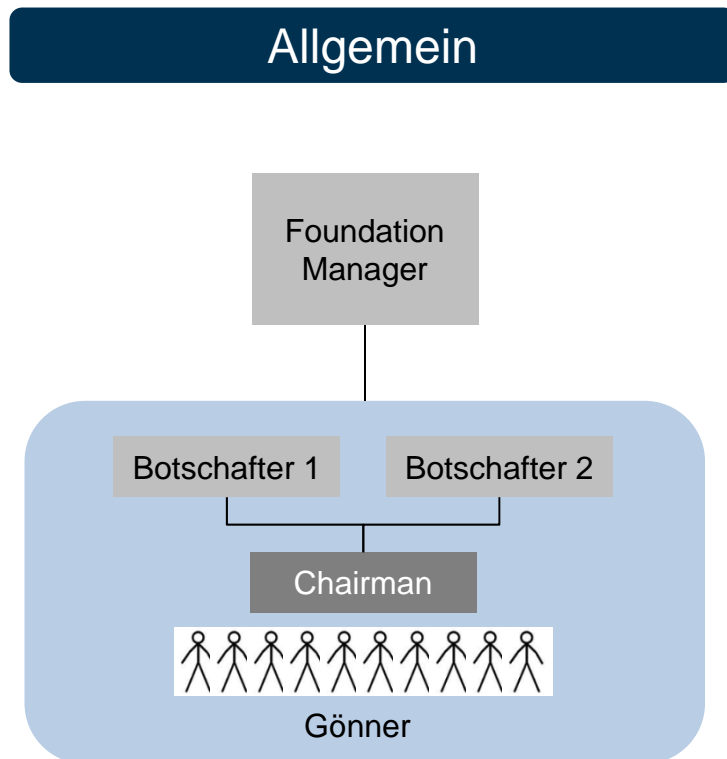 Allgemein
Foundation
Manager
Botschafter 1
Botschafter 2
Chairman
Gönner